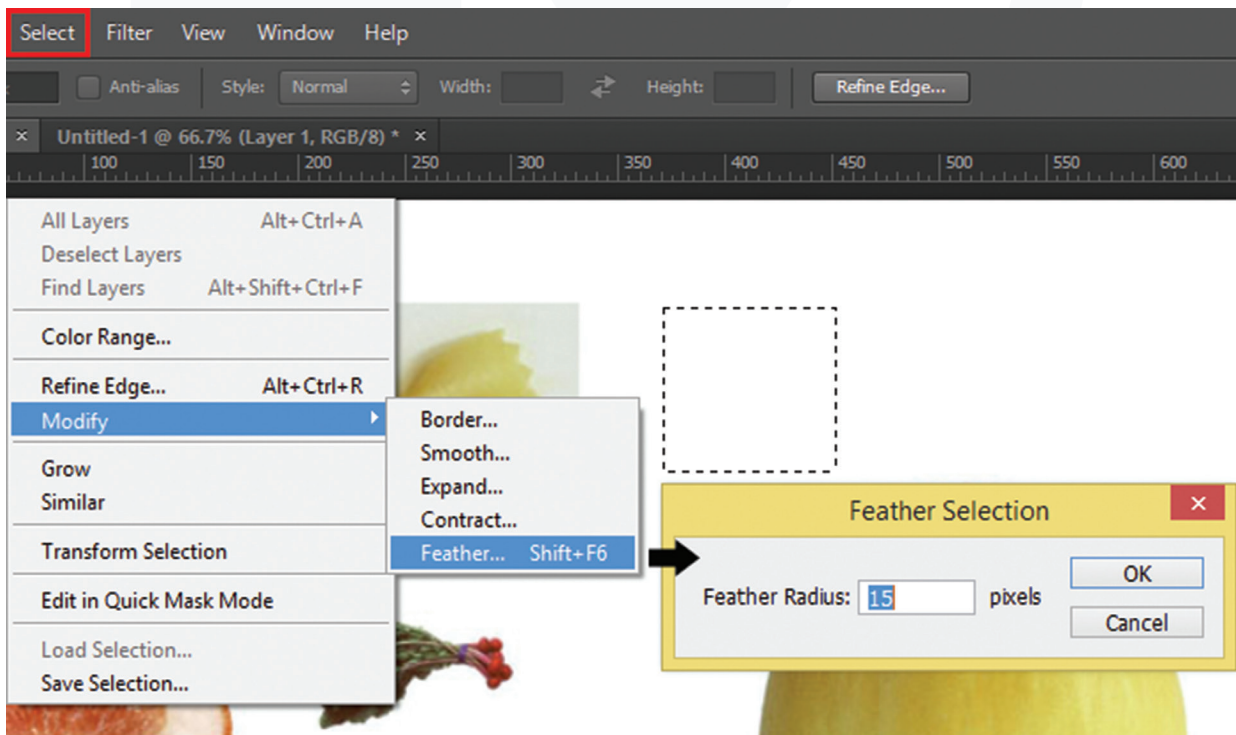 Select Filter View Window Help
Anti-alias Style: Normal Width: Height: Refine Edge...
× Untitled-1 @ 66.7% (Layer 1, RGB/8) * ×
100 150 200 250 300 350 400 450 500 550 600
All Layers Alt+Ctrl+A
Deselect Layers
Find Layers Alt+Shift+Ctrl+F
Color Range...
Refine Edge... Alt+Ctrl+R
Modify
Border...
Smooth...
Expand...
Contract...
Feather... Shift+F6
Grow
Similar
Transform Selection
Edit in Quick Mask Mode
Load Selection...
Save Selection...
Feather Selection
Feather Radius: 15 pixels
OK
Cancel